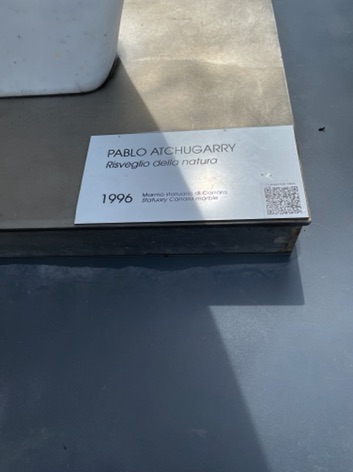 PABLO ATCHUGARRY
Risveglio della natura
1996
Marmo statuario di Carrara
Statuary Carrara marble